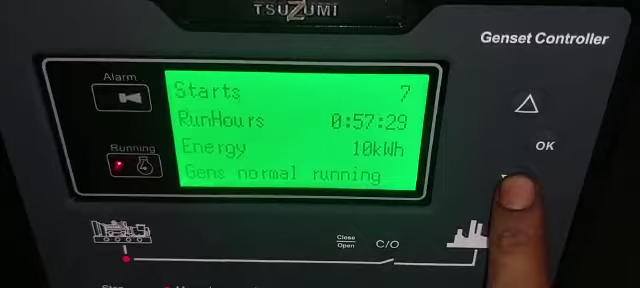 TSUZUMI
Genset Controller
Alarm
Starts 7
RunHours 0:57:29
Energy 10kWh
Gens normal running
Running
OK
Close
Open
C/O